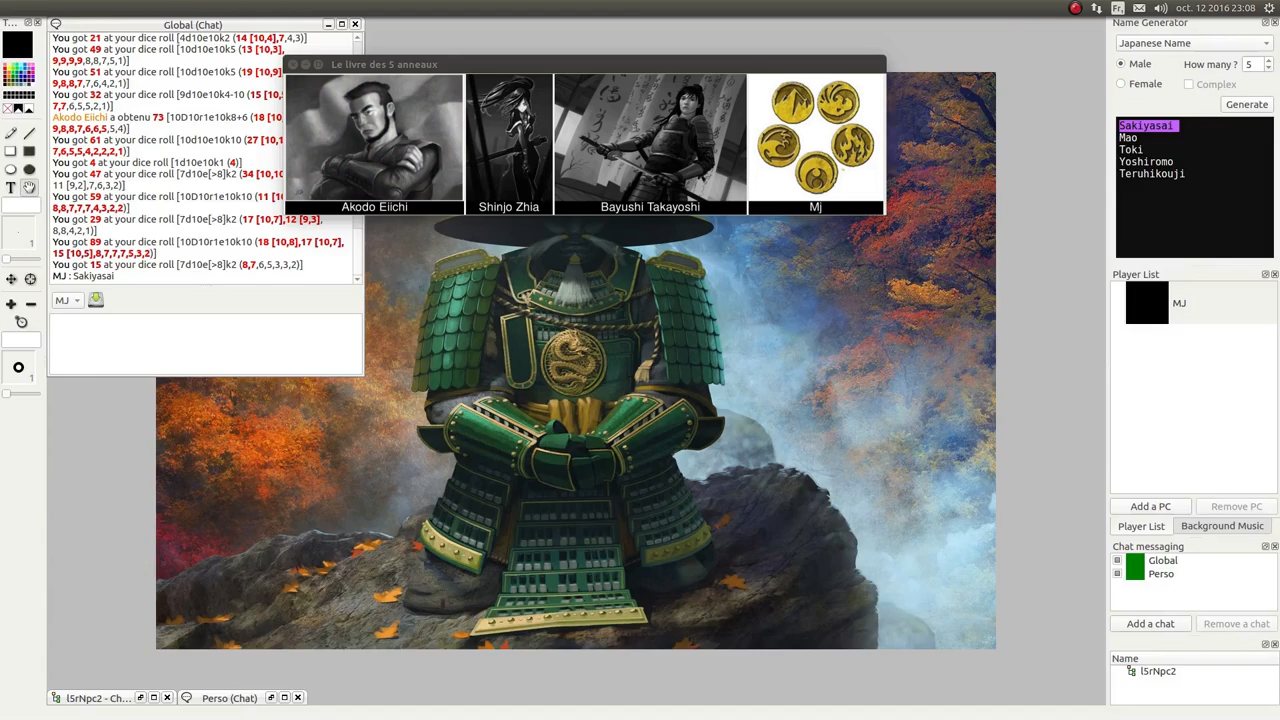 Fr
oct. 12 2016 23:08
T...
Global (Chat)
You got 21 at your dice roll [4d10e10k2 (14 [10,4],7,4,3)]
You got 49 at your dice roll [10d10e10k5 (13 [10,3],
9,9,9,9,8,8,7,5,1)]
You got 51 at your dice roll [10d10e10k5 (19 [10,9]
8,8,8,7,7,6,4,2,1)]
You got 32 at your dice roll [9d10e10k4-10 (15 [10,5
7,7,6,6,5,5,2,1)]
Akodo Eiichi a obtenu 73 [10D10r1e10k8+6 (18 [10,
9,8,8,7,6,6,5,5,4)]
You got 61 at your dice roll [10d10e10k10 (27 [10,1
7,6,5,5,4,2,2,2,1)]
You got 4 at your dice roll [1d10e10k1 (4)]
You got 47 at your dice roll [7d10e[>8]k2 (34 [10,10
11 [9,2],7,6,3,2)]
You got 59 at your dice roll [10D10r1e10k10 (11 [10
8,8,7,7,7,4,3,2,2)]
You got 29 at your dice roll [7d10e[>8]k2 (17 [10,7],12 [9,3],
8,8,4,2,1)]
You got 89 at your dice roll [10D10r1e10k10 (18 [10,8],17 [10,7],
15 [10,5],8,7,7,7,5,3,2)]
You got 15 at your dice roll [7d10e[>8]k2 (8,7,6,5,3,3,2)]
MJ : Sakiyasai
MJ
T
1
1
Le livre des 5 anneaux
Akodo Eiichi
Shinjo Zhia
Bayushi Takayoshi
Mj
Name Generator
Japanese Name
Male
How many ?
5
Female
Complex
Generate
Sakiyasai
Mao
Toki
Yoshiromo
Teruhikouji
Player List
MJ
Add a PC
Remove PC
Player List
Background Music
Chat messaging
Global
Perso
Add a chat
Remove a chat
Name
l5rNpc2
l5rNpc2 - Ch...
Perso (Chat)